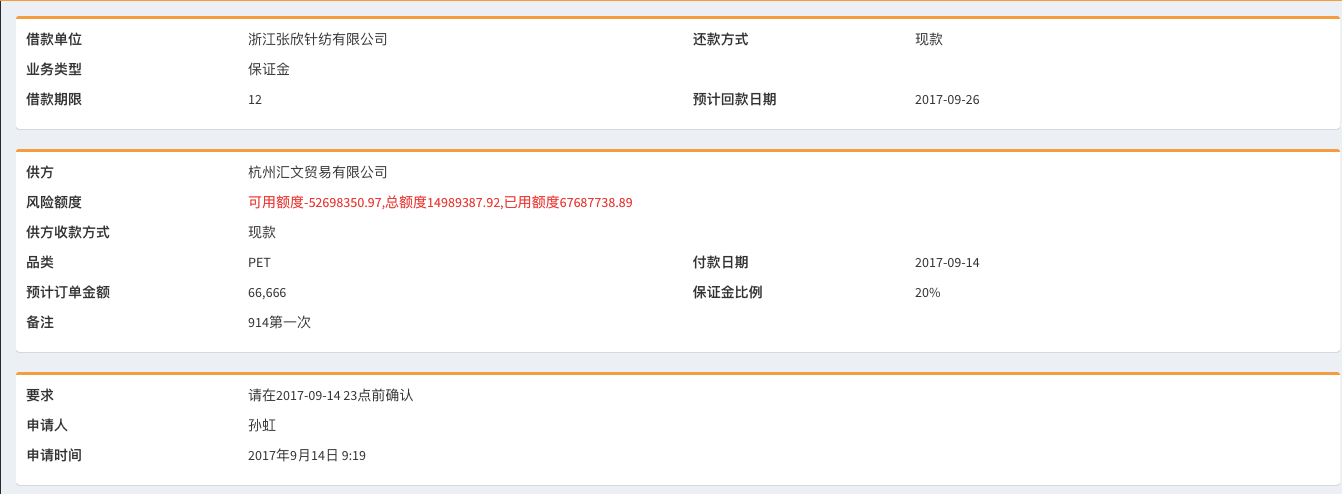 借款单位 浙江张欣针纺有限公司 还款方式 现款
业务类型 保证金
借款期限 12 预计回款日期 2017-09-26
供方 杭州汇文贸易有限公司
风险额度 可用额度-52698350.97,总额度14989387.92,已用额度67687738.89
供方收款方式 现款
品类 PET 付款日期 2017-09-14
预计订单金额 66,666 保证金比例 20%
备注 914第一次
要求 请在2017-09-14 23点前确认
申请人 孙虹
申请时间 2017年9月14日 9:19